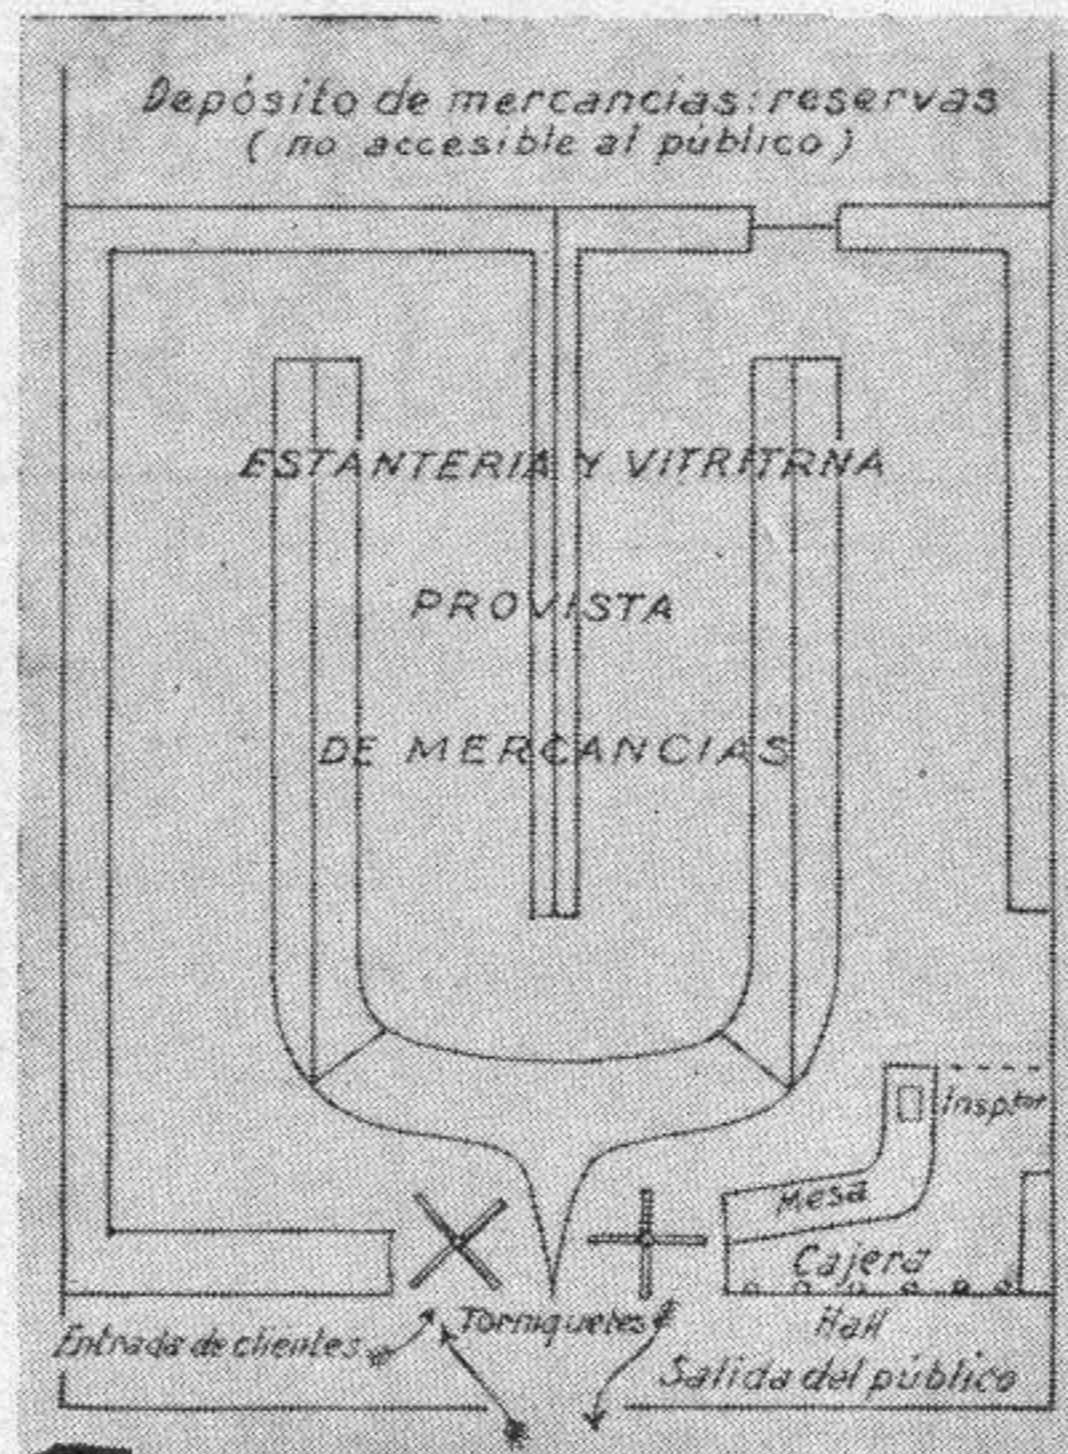 Depósito de mercancias: reservas
( no accesible al público )
ESTANTERIA Y VITRITRNA
PROVISTA
DE MERCANCIAS
Insptor
Mesa
Cajera
Torniquetes
Hall
Entrada de clientes
Salida del público